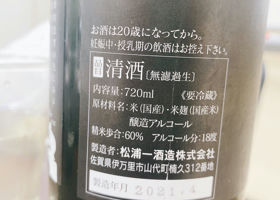 お酒は20歳になってから。
妊娠中・授乳期の飲酒はお控え下さい。
清酒[無濾過生]
内容量:720ml 《要冷蔵》
原材料名:米(国産)・米麹(国産米)
醸造アルコール
精米歩合:60% アルコール分:18度
製造者:松浦一酒造株式会社
佐賀県伊万里市山代町楠久312番地
製造年月 2021.4